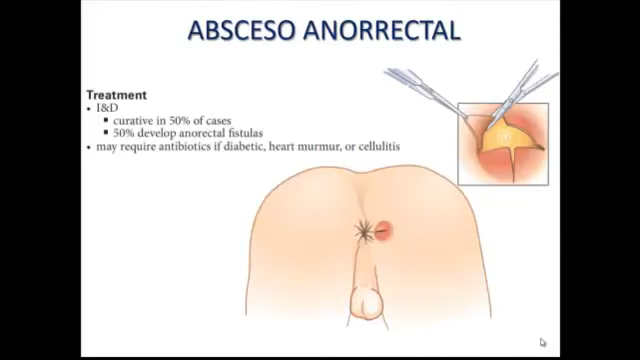 ABSCESO ANORRECTAL
Treatment
• I&D
▪ curative in 50% of cases
▪ 50% develop anorectal fistulas
• may require antibiotics if diabetic, heart murmur, or cellulitis